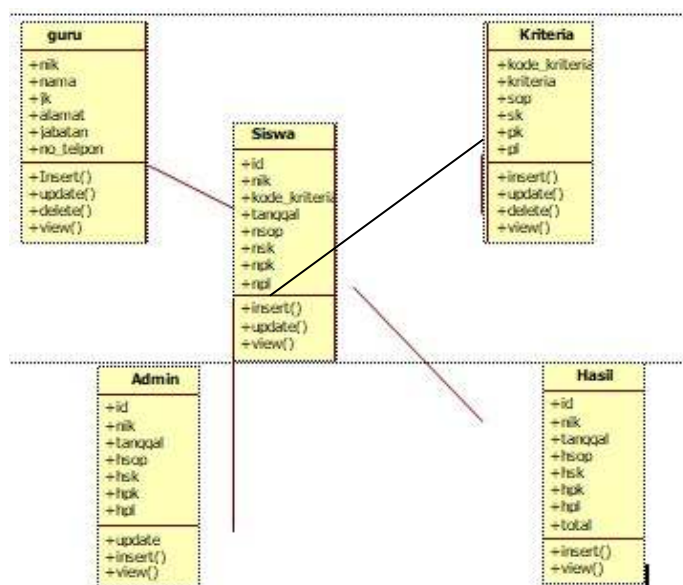 guru
+nik
+nama
+jk
+alamat
+jabatan
+no_telpon
+Insert()
+update()
+delete()
+view()
Kriteria
+kode_kriteria
+kriteria
+sop
+sk
+pk
+pl
+insert()
+update()
+delete()
+view()
Siswa
+id
+nik
+kode_kriteria
+tanggal
+nsop
+nsk
+npk
+npl
+insert()
+update()
+view()
Admin
+id
+nik
+tanggal
+hsop
+hsk
+hpk
+hpl
+update
+insert()
+view()
Hasil
+id
+nik
+tanggal
+hsop
+hsk
+hpk
+hpl
+total
+insert()
+view()